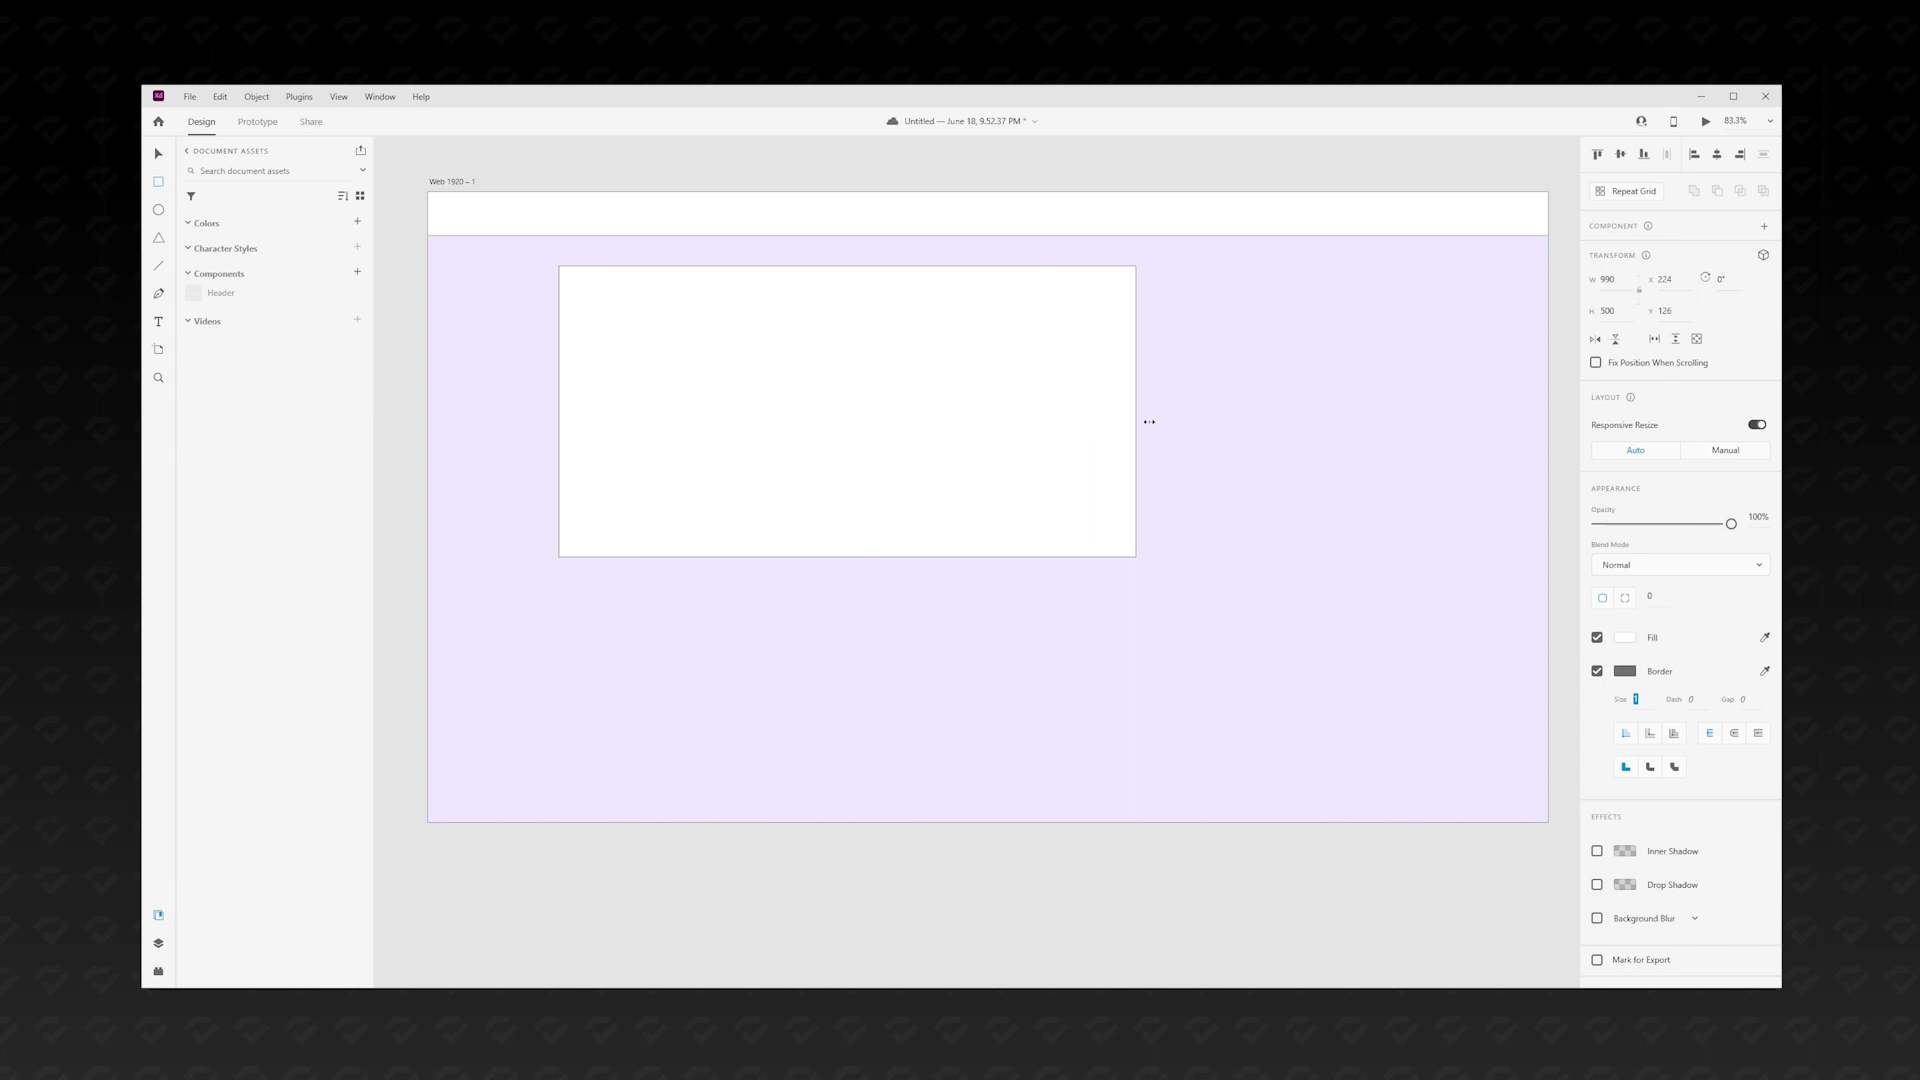 Xd File Edit Object Plugins View Window Help
Design Prototype Share Untitled — June 18, 9.52.37 PM * 83.3%
DOCUMENT ASSETS
Search document assets
Colors
Character Styles
Components
Header
Videos
Web 1920 – 1
Repeat Grid
COMPONENT
TRANSFORM
W 990 X 224 0°
H 500 Y 126
Fix Position When Scrolling
LAYOUT
Responsive Resize
Auto Manual
APPEARANCE
Opacity
100%
Blend Mode
Normal
0
Fill
Border
Size 1 Dash 0 Gap 0
EFFECTS
Inner Shadow
Drop Shadow
Background Blur
Mark for Export